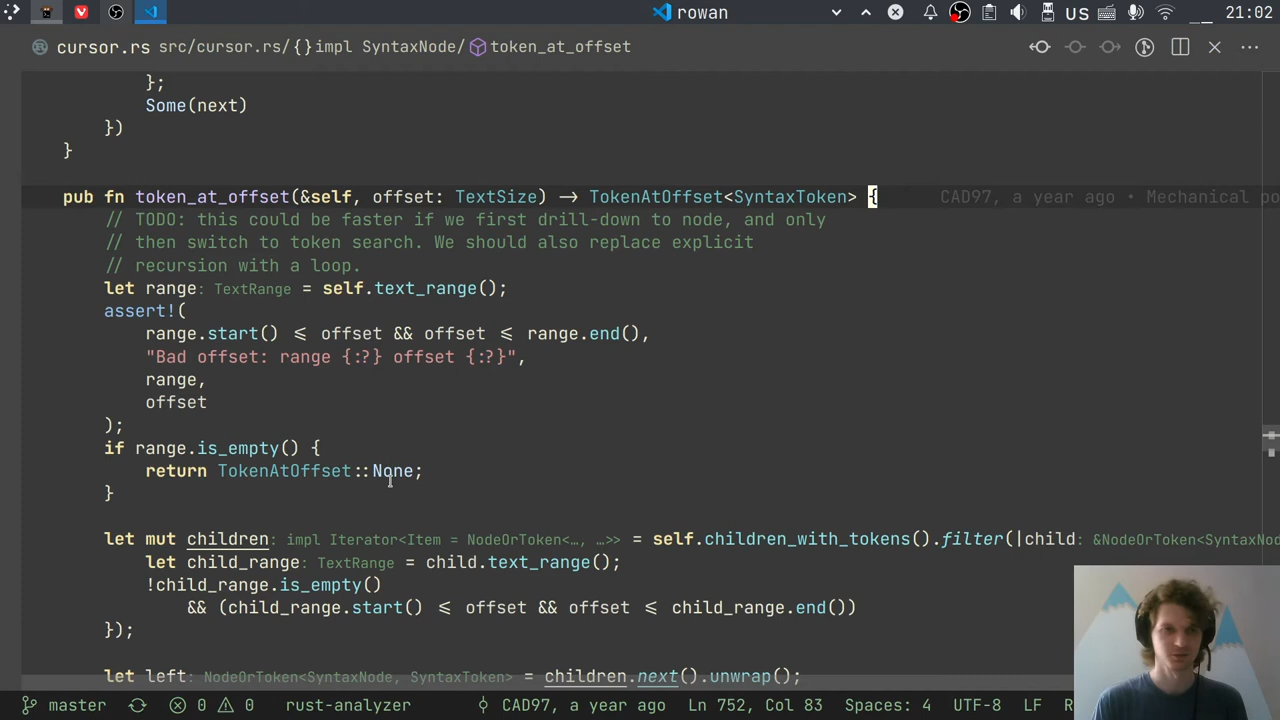 rowan
US
21:02
cursor.rs src/cursor.rs/{}impl SyntaxNode/token_at_offset
};
Some(next)
})
}
pub fn token_at_offset(&self, offset: TextSize) → TokenAtOffset<SyntaxToken> { CAD97, a year ago • Mechanical po
// TODO: this could be faster if we first drill-down to node, and only
// then switch to token search. We should also replace explicit
// recursion with a loop.
let range: TextRange = self.text_range();
assert!(
range.start() ≤ offset && offset ≤ range.end(),
"Bad offset: range {:?} offset {:?}",
range,
offset
);
if range.is_empty() {
return TokenAtOffset::None;
}
let mut children: impl Iterator<Item = NodeOrToken<…, …>> = self.children_with_tokens().filter(|child: &NodeOrToken<SyntaxNod
let child_range: TextRange = child.text_range();
!child_range.is_empty()
&& (child_range.start() ≤ offset && offset ≤ child_range.end())
});
let left: NodeOrToken<SyntaxNode, SyntaxToken> = children.next().unwrap();
master 0 0 rust-analyzer CAD97, a year ago Ln 752, Col 83 Spaces: 4 UTF-8 LF R